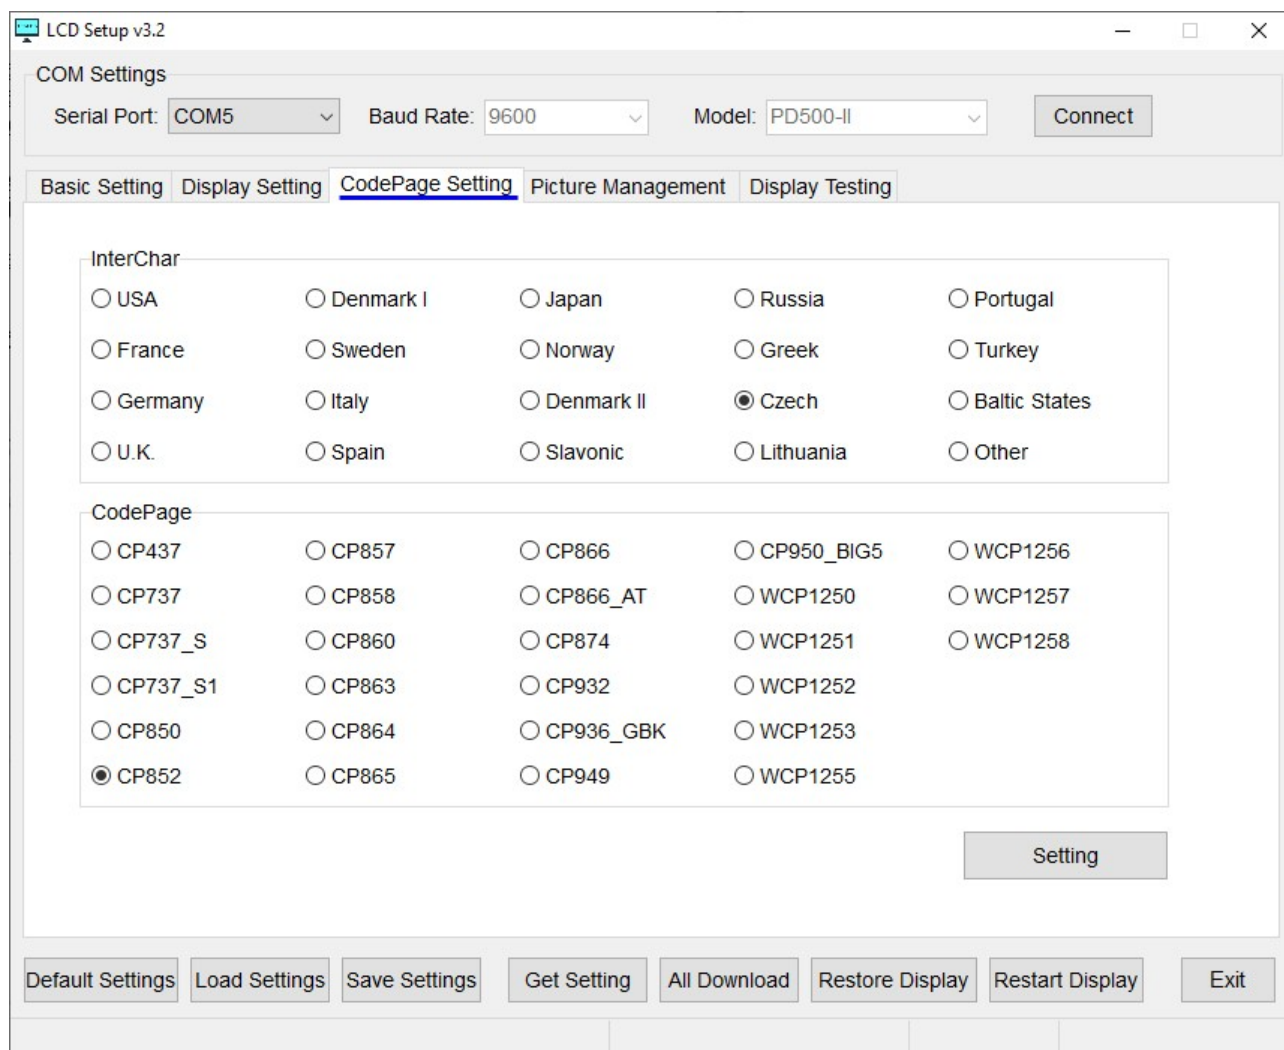 LCD Setup v3.2
COM Settings
Serial Port: COM5 Baud Rate: 9600 Model: PD500-II Connect
Basic Setting Display Setting CodePage Setting Picture Management Display Testing
InterChar
USA Denmark I Japan Russia Portugal
France Sweden Norway Greek Turkey
Germany Italy Denmark II Czech Baltic States
U.K. Spain Slavonic Lithuania Other
CodePage
CP437 CP857 CP866 CP950_BIG5 WCP1256
CP737 CP858 CP866_AT WCP1250 WCP1257
CP737_S CP860 CP874 WCP1251 WCP1258
CP737_S1 CP863 CP932 WCP1252
CP850 CP864 CP936_GBK WCP1253
CP852 CP865 CP949 WCP1255
Setting
Default Settings Load Settings Save Settings Get Setting All Download Restore Display Restart Display Exit